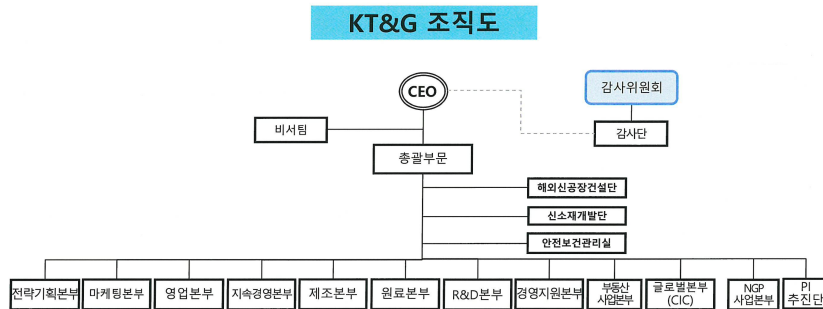 KT&G 조직도
CEO
감사위원회
비서팀
감사단
총괄부문
해외신공장건설단
신소재개발단
안전보건관리실
전략기획본부
마케팅본부
영업본부
지속경영본부
제조본부
원료본부
R&D본부
경영지원본부
부동산
사업본부
글로벌본부
(CIC)
NGP
사업본부
PI
추진단